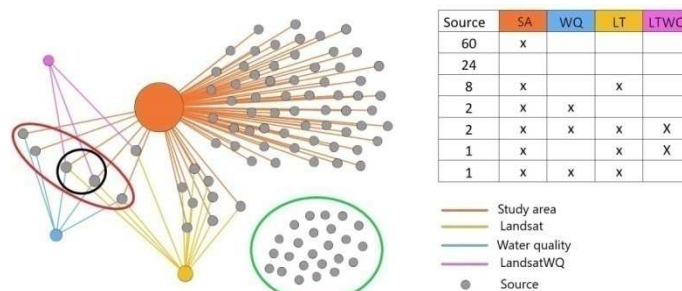 Source SA WQ LT LTWQ
60 x
24
8 x x
2 x x
2 x x x X
1 x x X
1 x x x
Study area
Landsat
Water quality
LandsatWQ
Source